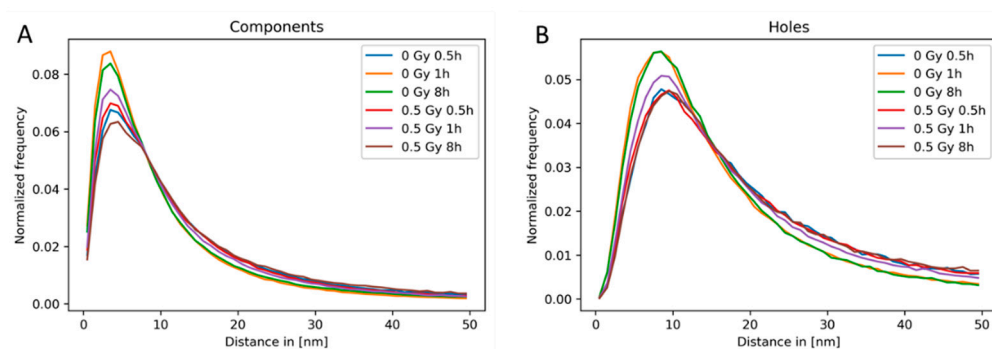 A
Components
Normalized frequency
0.08
0.06
0.04
0.02
0.00
0 Gy 0.5h
0 Gy 1h
0 Gy 8h
0.5 Gy 0.5h
0.5 Gy 1h
0.5 Gy 8h
0 10 20 30 40 50
Distance in [nm]
B
Holes
Normalized frequency
0.05
0.04
0.03
0.02
0.01
0.00
0 Gy 0.5h
0 Gy 1h
0 Gy 8h
0.5 Gy 0.5h
0.5 Gy 1h
0.5 Gy 8h
0 10 20 30 40 50
Distance in [nm]